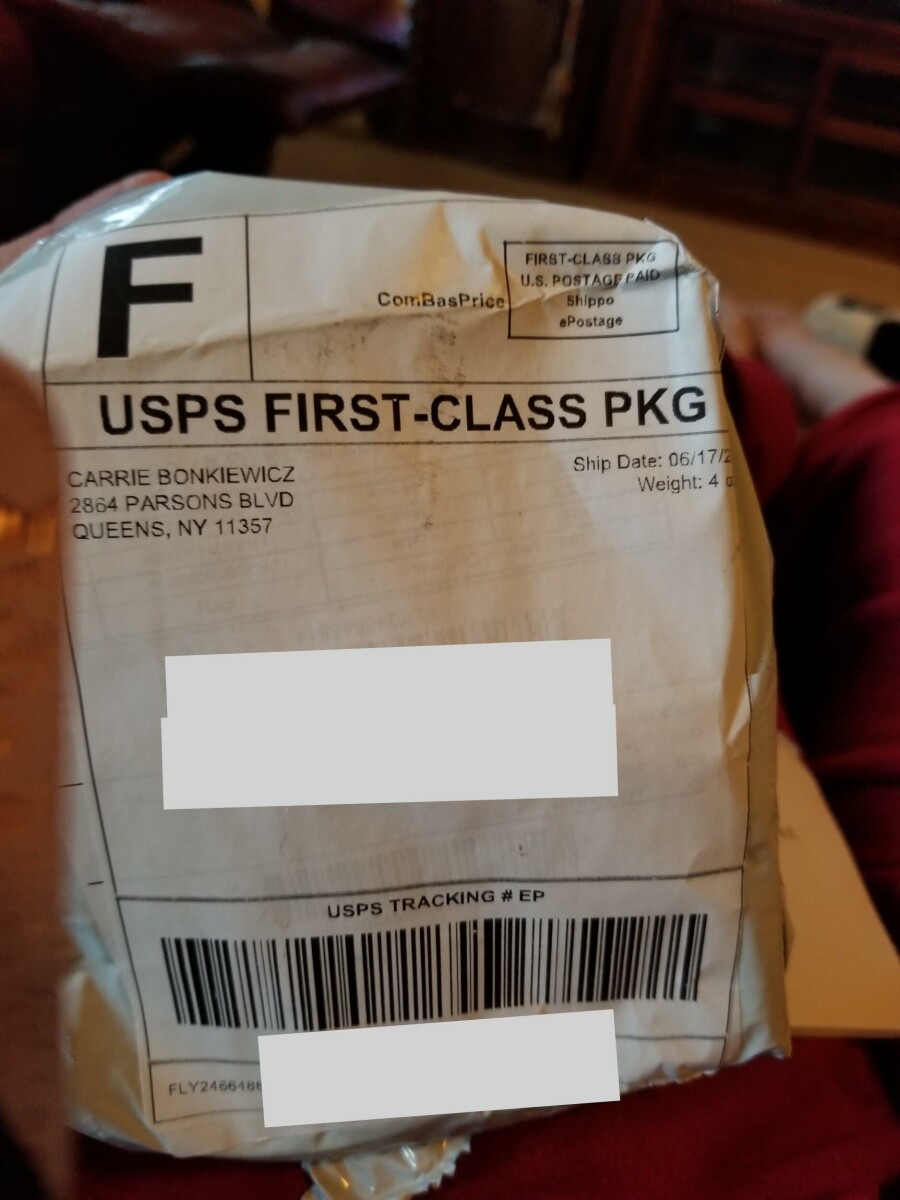 F
ComBasPrice
FIRST-CLASS PKG
U.S. POSTAGE PAID
Shippo
ePostage
USPS FIRST-CLASS PKG
CARRIE BONKIEWICZ
2864 PARSONS BLVD
QUEENS, NY 11357
Ship Date: 06/17/2
Weight: 4
USPS TRACKING # EP